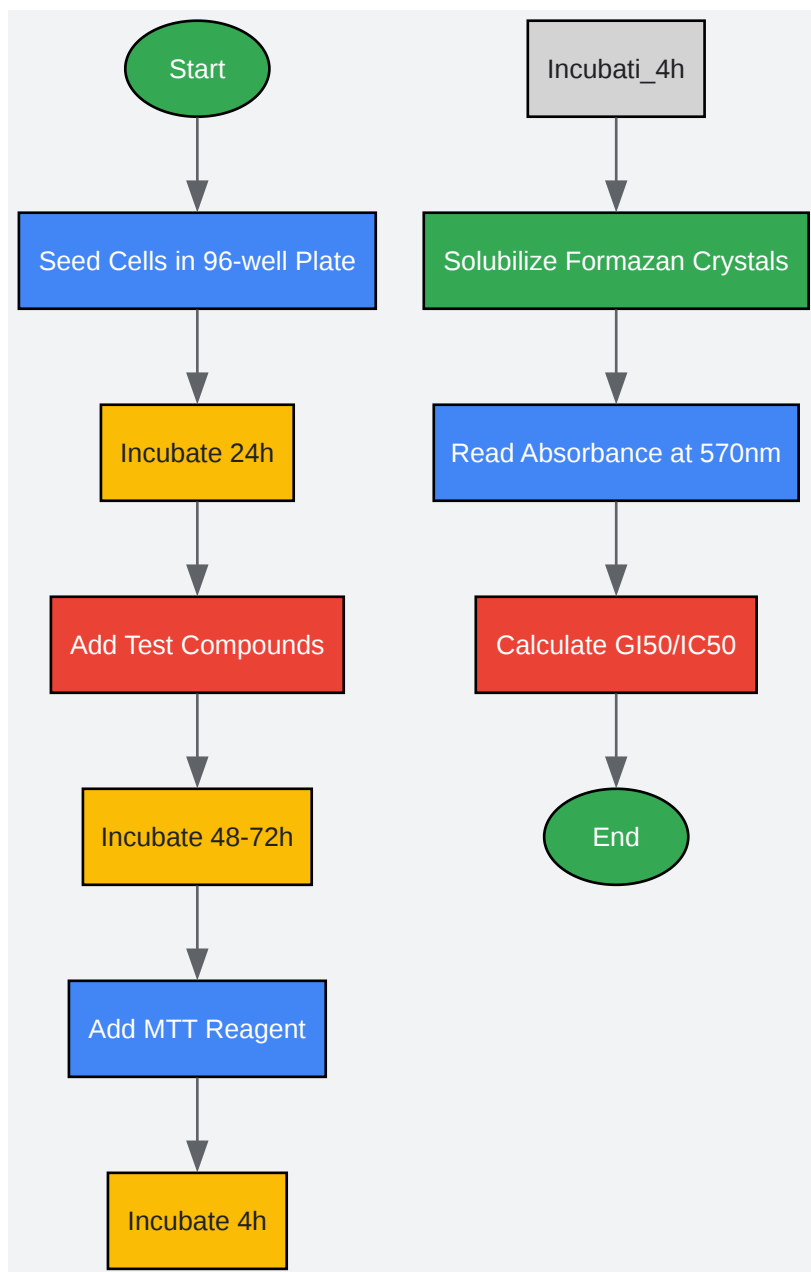 Start
Seed Cells in 96-well Plate
Incubate 24h
Add Test Compounds
Incubate 48-72h
Add MTT Reagent
Incubate 4h
Incubati_4h
Solubilize Formazan Crystals
Read Absorbance at 570nm
Calculate GI50/IC50
End